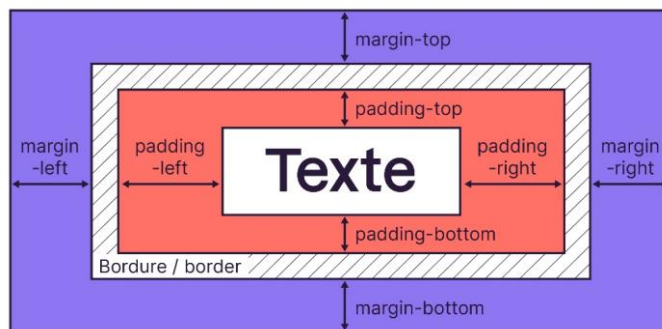 margin-top
padding-top
margin
-left
padding
-left
Texte
padding
-right
margin
-right
padding-bottom
Bordure / border
margin-bottom